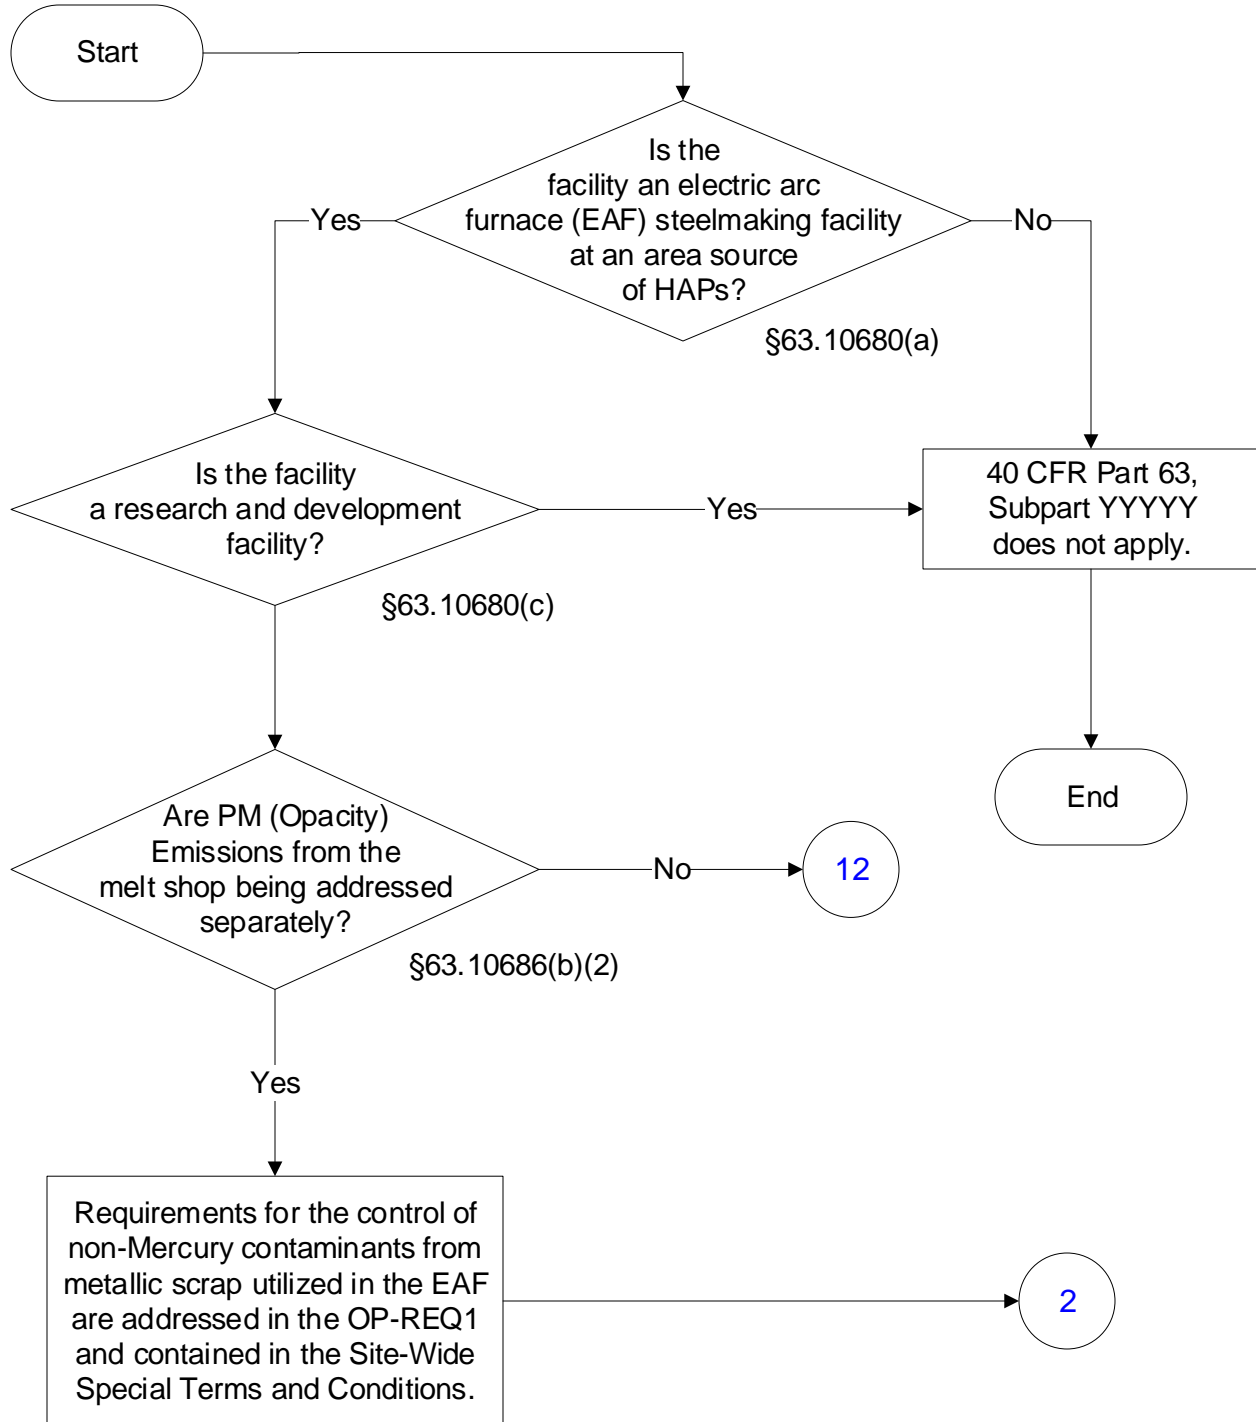 Start
Is the
facility an electric arc
furnace (EAF) steelmaking facility
at an area source
of HAPs?
Yes
No
§63.10680(a)
Is the facility
a research and development
facility?
Yes
40 CFR Part 63,
Subpart YYYYY
does not apply.
§63.10680(c)
Are PM (Opacity)
Emissions from the
melt shop being addressed
separately?
No
12
End
§63.10686(b)(2)
Yes
Requirements for the control of
non-Mercury contaminants from
metallic scrap utilized in the EAF
are addressed in the OP-REQ1
and contained in the Site-Wide
Special Terms and Conditions.
2